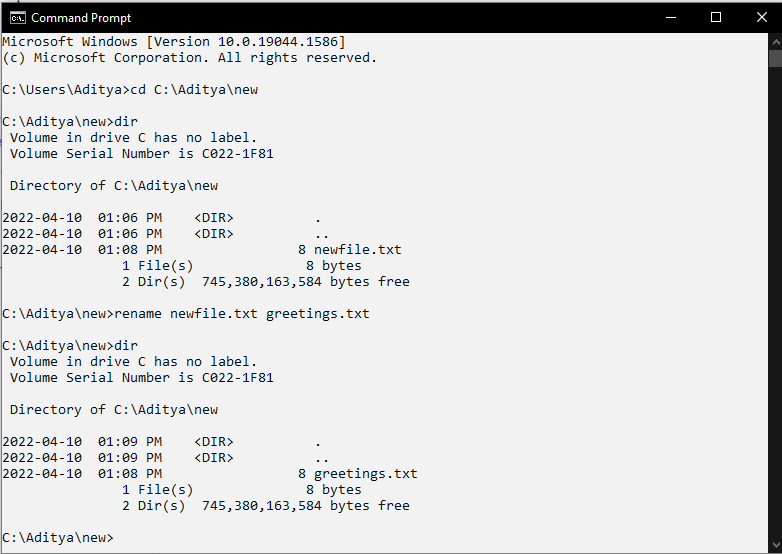 Command Prompt
Microsoft Windows [Version 10.0.19044.1586]
(c) Microsoft Corporation. All rights reserved.
C:\Users\Aditya>cd C:\Aditya\new
C:\Aditya\new>dir
 Volume in drive C has no label.
 Volume Serial Number is C022-1F81
 Directory of C:\Aditya\new
2022-04-10  01:06 PM    <DIR>          .
2022-04-10  01:06 PM    <DIR>          ..
2022-04-10  01:08 PM                 8 newfile.txt
               1 File(s)              8 bytes
               2 Dir(s)  745,380,163,584 bytes free
C:\Aditya\new>rename newfile.txt greetings.txt
C:\Aditya\new>dir
 Volume in drive C has no label.
 Volume Serial Number is C022-1F81
 Directory of C:\Aditya\new
2022-04-10  01:09 PM    <DIR>          .
2022-04-10  01:09 PM    <DIR>          ..
2022-04-10  01:08 PM                 8 greetings.txt
               1 File(s)              8 bytes
               2 Dir(s)  745,380,163,584 bytes free
C:\Aditya\new>